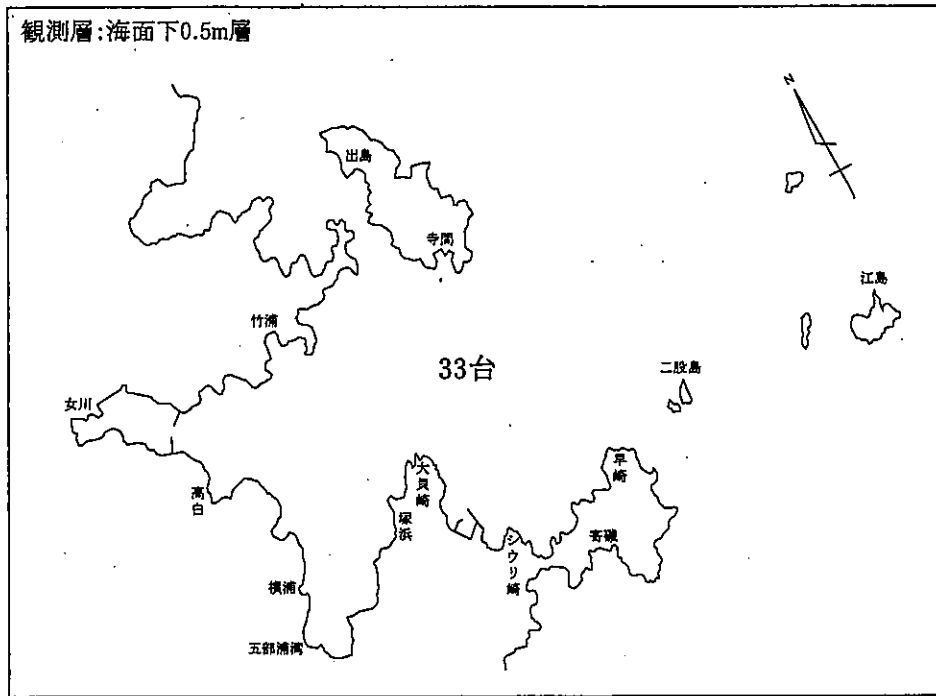 観測層:海面下0.5m層
N
出島
寺間
江島
竹浦
33台
二股島
女川
大貝崎
早崎
高白
塚浜
寄磯
シウリ崎
横浦
五部浦湾